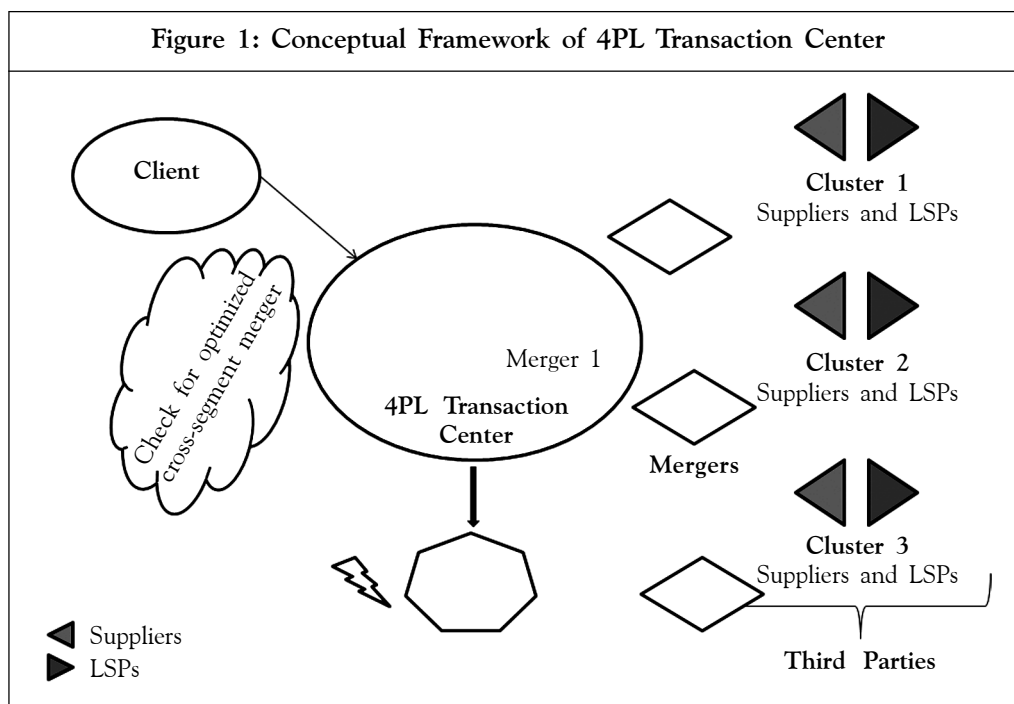 Figure 1: Conceptual Framework of 4PL Transaction Center
Client
Check for optimized
cross-segment merger
Merger 1
4PL Transaction
Center
Mergers
Cluster 1
Suppliers and LSPs
Cluster 2
Suppliers and LSPs
Cluster 3
Suppliers and LSPs
Third Parties
Suppliers
LSPs